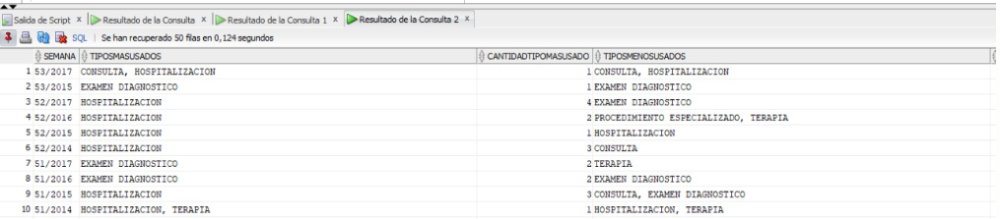 Salida de Script x Resultado de la Consulta x Resultado de la Consulta 1 x Resultado de la Consulta 2 x
SQL | Se han recuperado 50 filas en 0,124 segundos
SEMANA TIPOSMASUSADOS CANTIDADTIPOMASUSADO TIPOSMENOSUSADOS
1 53/2017 CONSULTA, HOSPITALIZACION 1 CONSULTA, HOSPITALIZACION
2 53/2015 EXAMEN DIAGNOSTICO 1 EXAMEN DIAGNOSTICO
3 52/2017 HOSPITALIZACION 4 EXAMEN DIAGNOSTICO
4 52/2016 HOSPITALIZACION 2 PROCEDIMIENTO ESPECIALIZADO, TERAPIA
5 52/2015 HOSPITALIZACION 1 HOSPITALIZACION
6 52/2014 HOSPITALIZACION 3 CONSULTA
7 51/2017 EXAMEN DIAGNOSTICO 2 TERAPIA
8 51/2016 EXAMEN DIAGNOSTICO 2 EXAMEN DIAGNOSTICO
9 51/2015 HOSPITALIZACION 3 CONSULTA, EXAMEN DIAGNOSTICO
10 51/2014 HOSPITALIZACION, TERAPIA 1 HOSPITALIZACION, TERAPIA